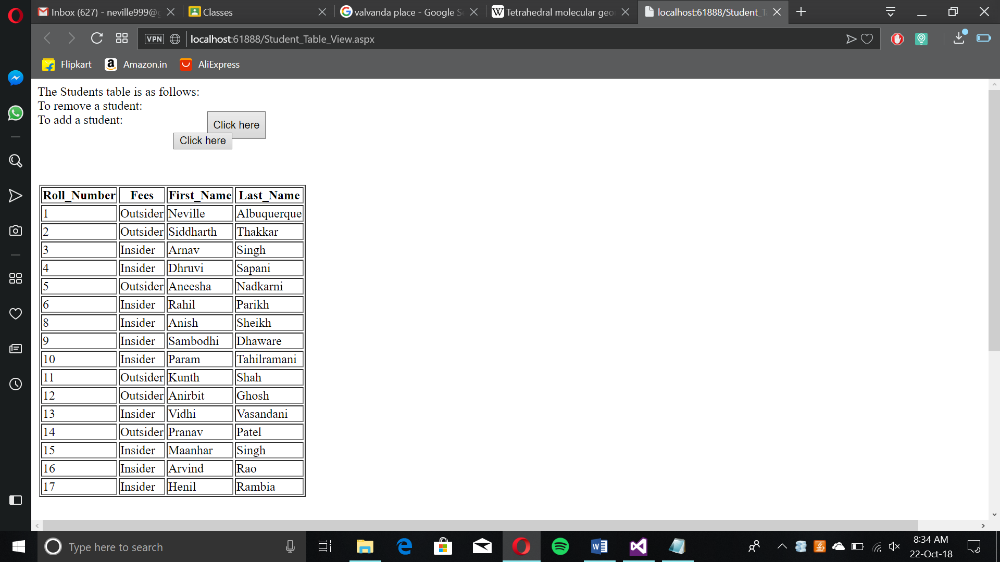 Inbox (627) - neville999@g
Classes
valvanda place - Google Se
Tetrahedral molecular geo
localhost:61888/Student_T
VPN
localhost:61888/Student_Table_View.aspx
Flipkart
Amazon.in
AliExpress
The Students table is as follows:
To remove a student:
To add a student:
Click here
Click here
Roll_Number Fees First_Name Last_Name
1 Outsider Neville Albuquerque
2 Outsider Siddharth Thakkar
3 Insider Arnav Singh
4 Insider Dhruvi Sapani
5 Outsider Aneesha Nadkarni
6 Insider Rahil Parikh
8 Insider Anish Sheikh
9 Insider Sambodhi Dhaware
10 Insider Param Tahilramani
11 Outsider Kunth Shah
12 Outsider Anirbit Ghosh
13 Insider Vidhi Vasandani
14 Outsider Pranav Patel
15 Insider Maanhar Singh
16 Insider Arvind Rao
17 Insider Henil Rambia
Type here to search
8:34 AM
22-Oct-18